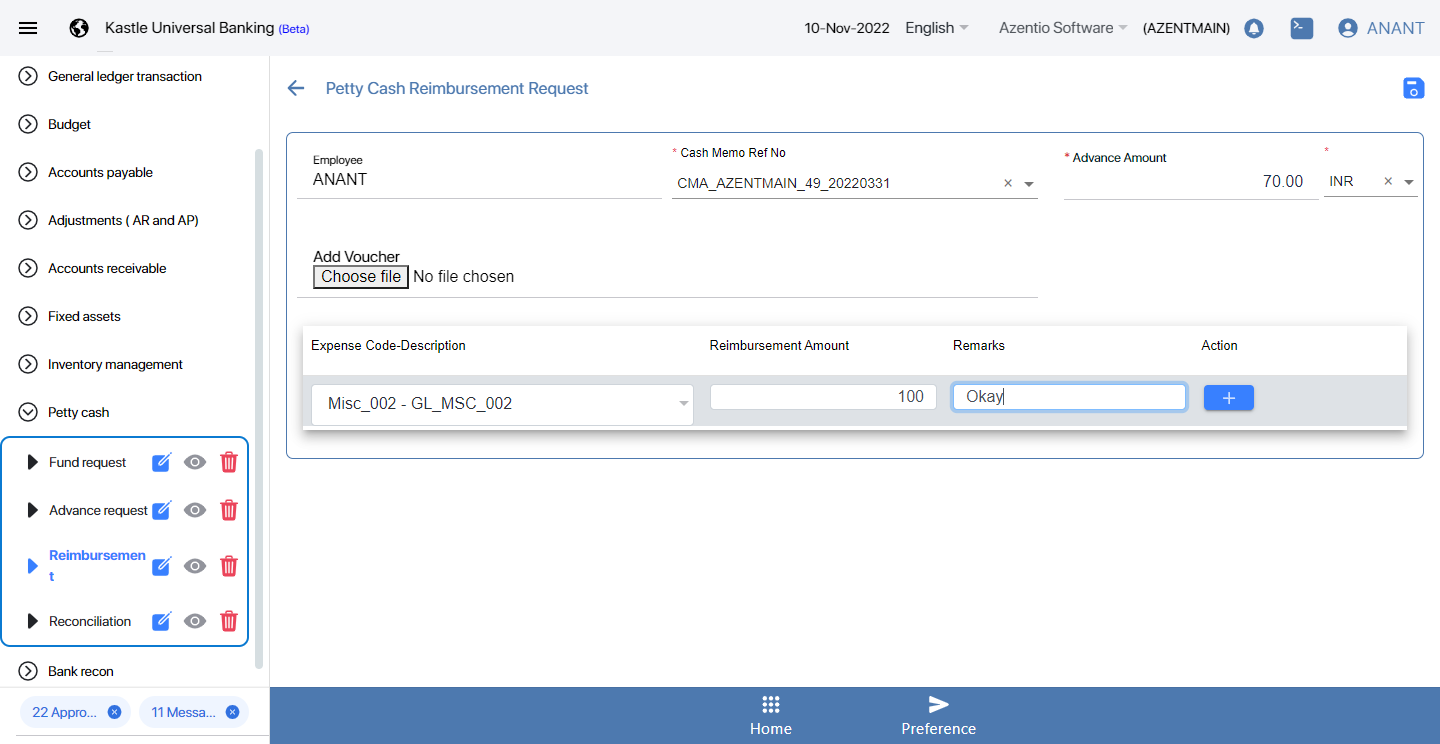 Kastle Universal Banking (Beta)
10-Nov-2022 English Azentio Software (AZENTMAIN) ANANT
General ledger transaction
Budget
Accounts payable
Adjustments ( AR and AP)
Accounts receivable
Fixed assets
Inventory management
Petty cash
Fund request
Advance request
Reimbursemen
t
Reconciliation
Bank recon
22 Appro...
11 Messa...
Petty Cash Reimbursement Request
Employee
ANANT
* Cash Memo Ref No
CMA_AZENTMAIN_49_20220331 ×
* Advance Amount
70.00
*
INR ×
Add Voucher
Choose file No file chosen
Expense Code-Description Reimbursement Amount Remarks Action
Misc_002 - GL_MSC_002 100 Okay +
Home
Preference